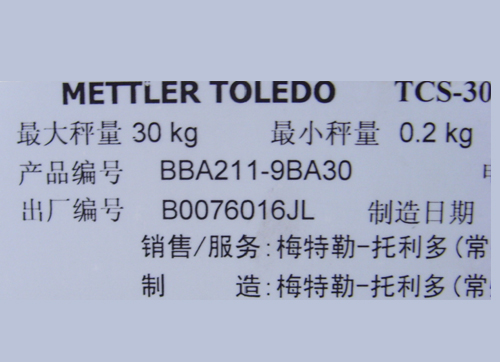 METTLER TOLEDO TCS-30
最大秤量 30 kg 最小秤量 0.2 kg
产品编号 BBA211-9BA30
出厂编号 B0076016JL 制造日期
销售/服务:梅特勒-托利多(常
制 造:梅特勒-托利多(常